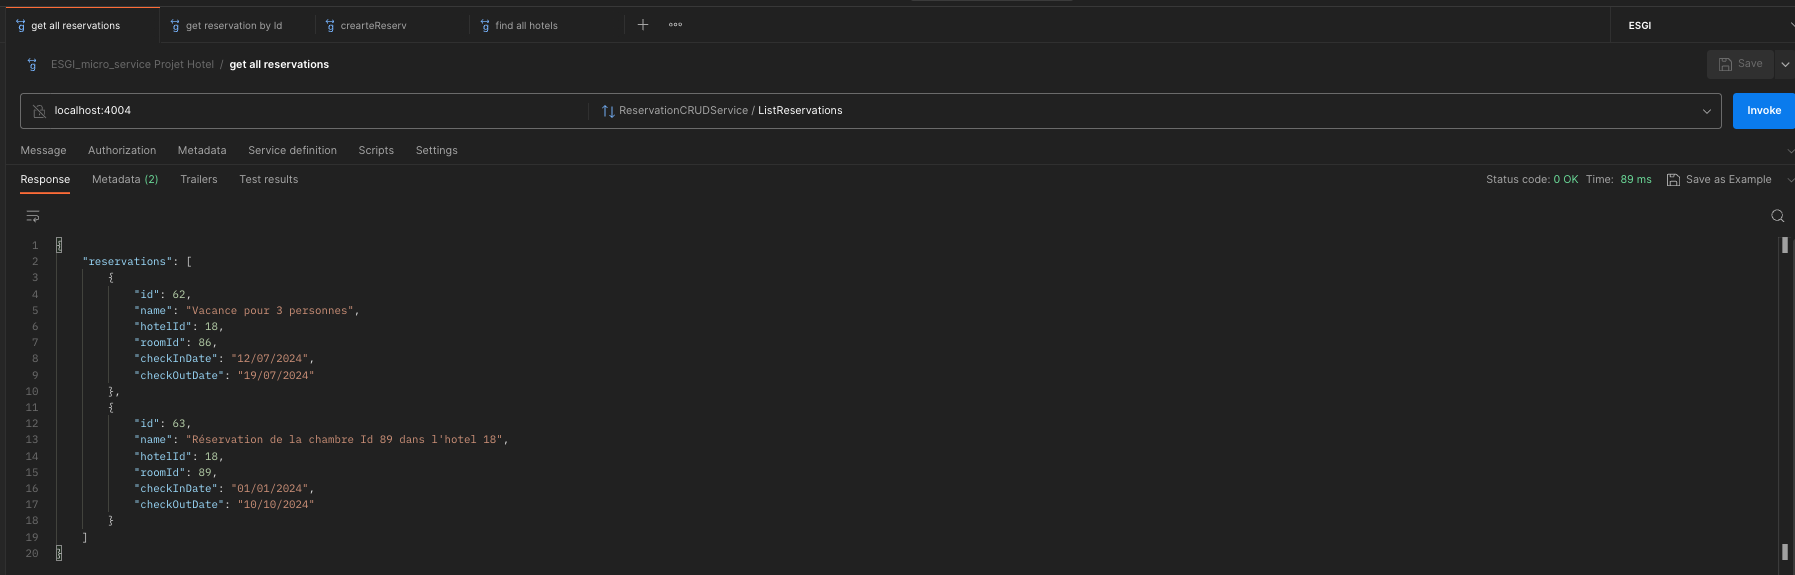 get all reservations
get reservation by Id
crearteReserv
find all hotels
ESGI
ESGI_micro_service Projet Hotel / get all reservations
Save
localhost:4004
ReservationCRUDService / ListReservations
Invoke
Message Authorization Metadata Service definition Scripts Settings
Response Metadata (2) Trailers Test results
Status code: 0 OK Time: 89 ms Save as Example
1 {
2 "reservations": [
3 {
4 "id": 62,
5 "name": "Vacance pour 3 personnes",
6 "hotelId": 18,
7 "roomId": 86,
8 "checkInDate": "12/07/2024",
9 "checkOutDate": "19/07/2024"
10 },
11 {
12 "id": 63,
13 "name": "Réservation de la chambre Id 89 dans l'hotel 18",
14 "hotelId": 18,
15 "roomId": 89,
16 "checkInDate": "01/01/2024",
17 "checkOutDate": "10/10/2024"
18 }
19 ]
20 }